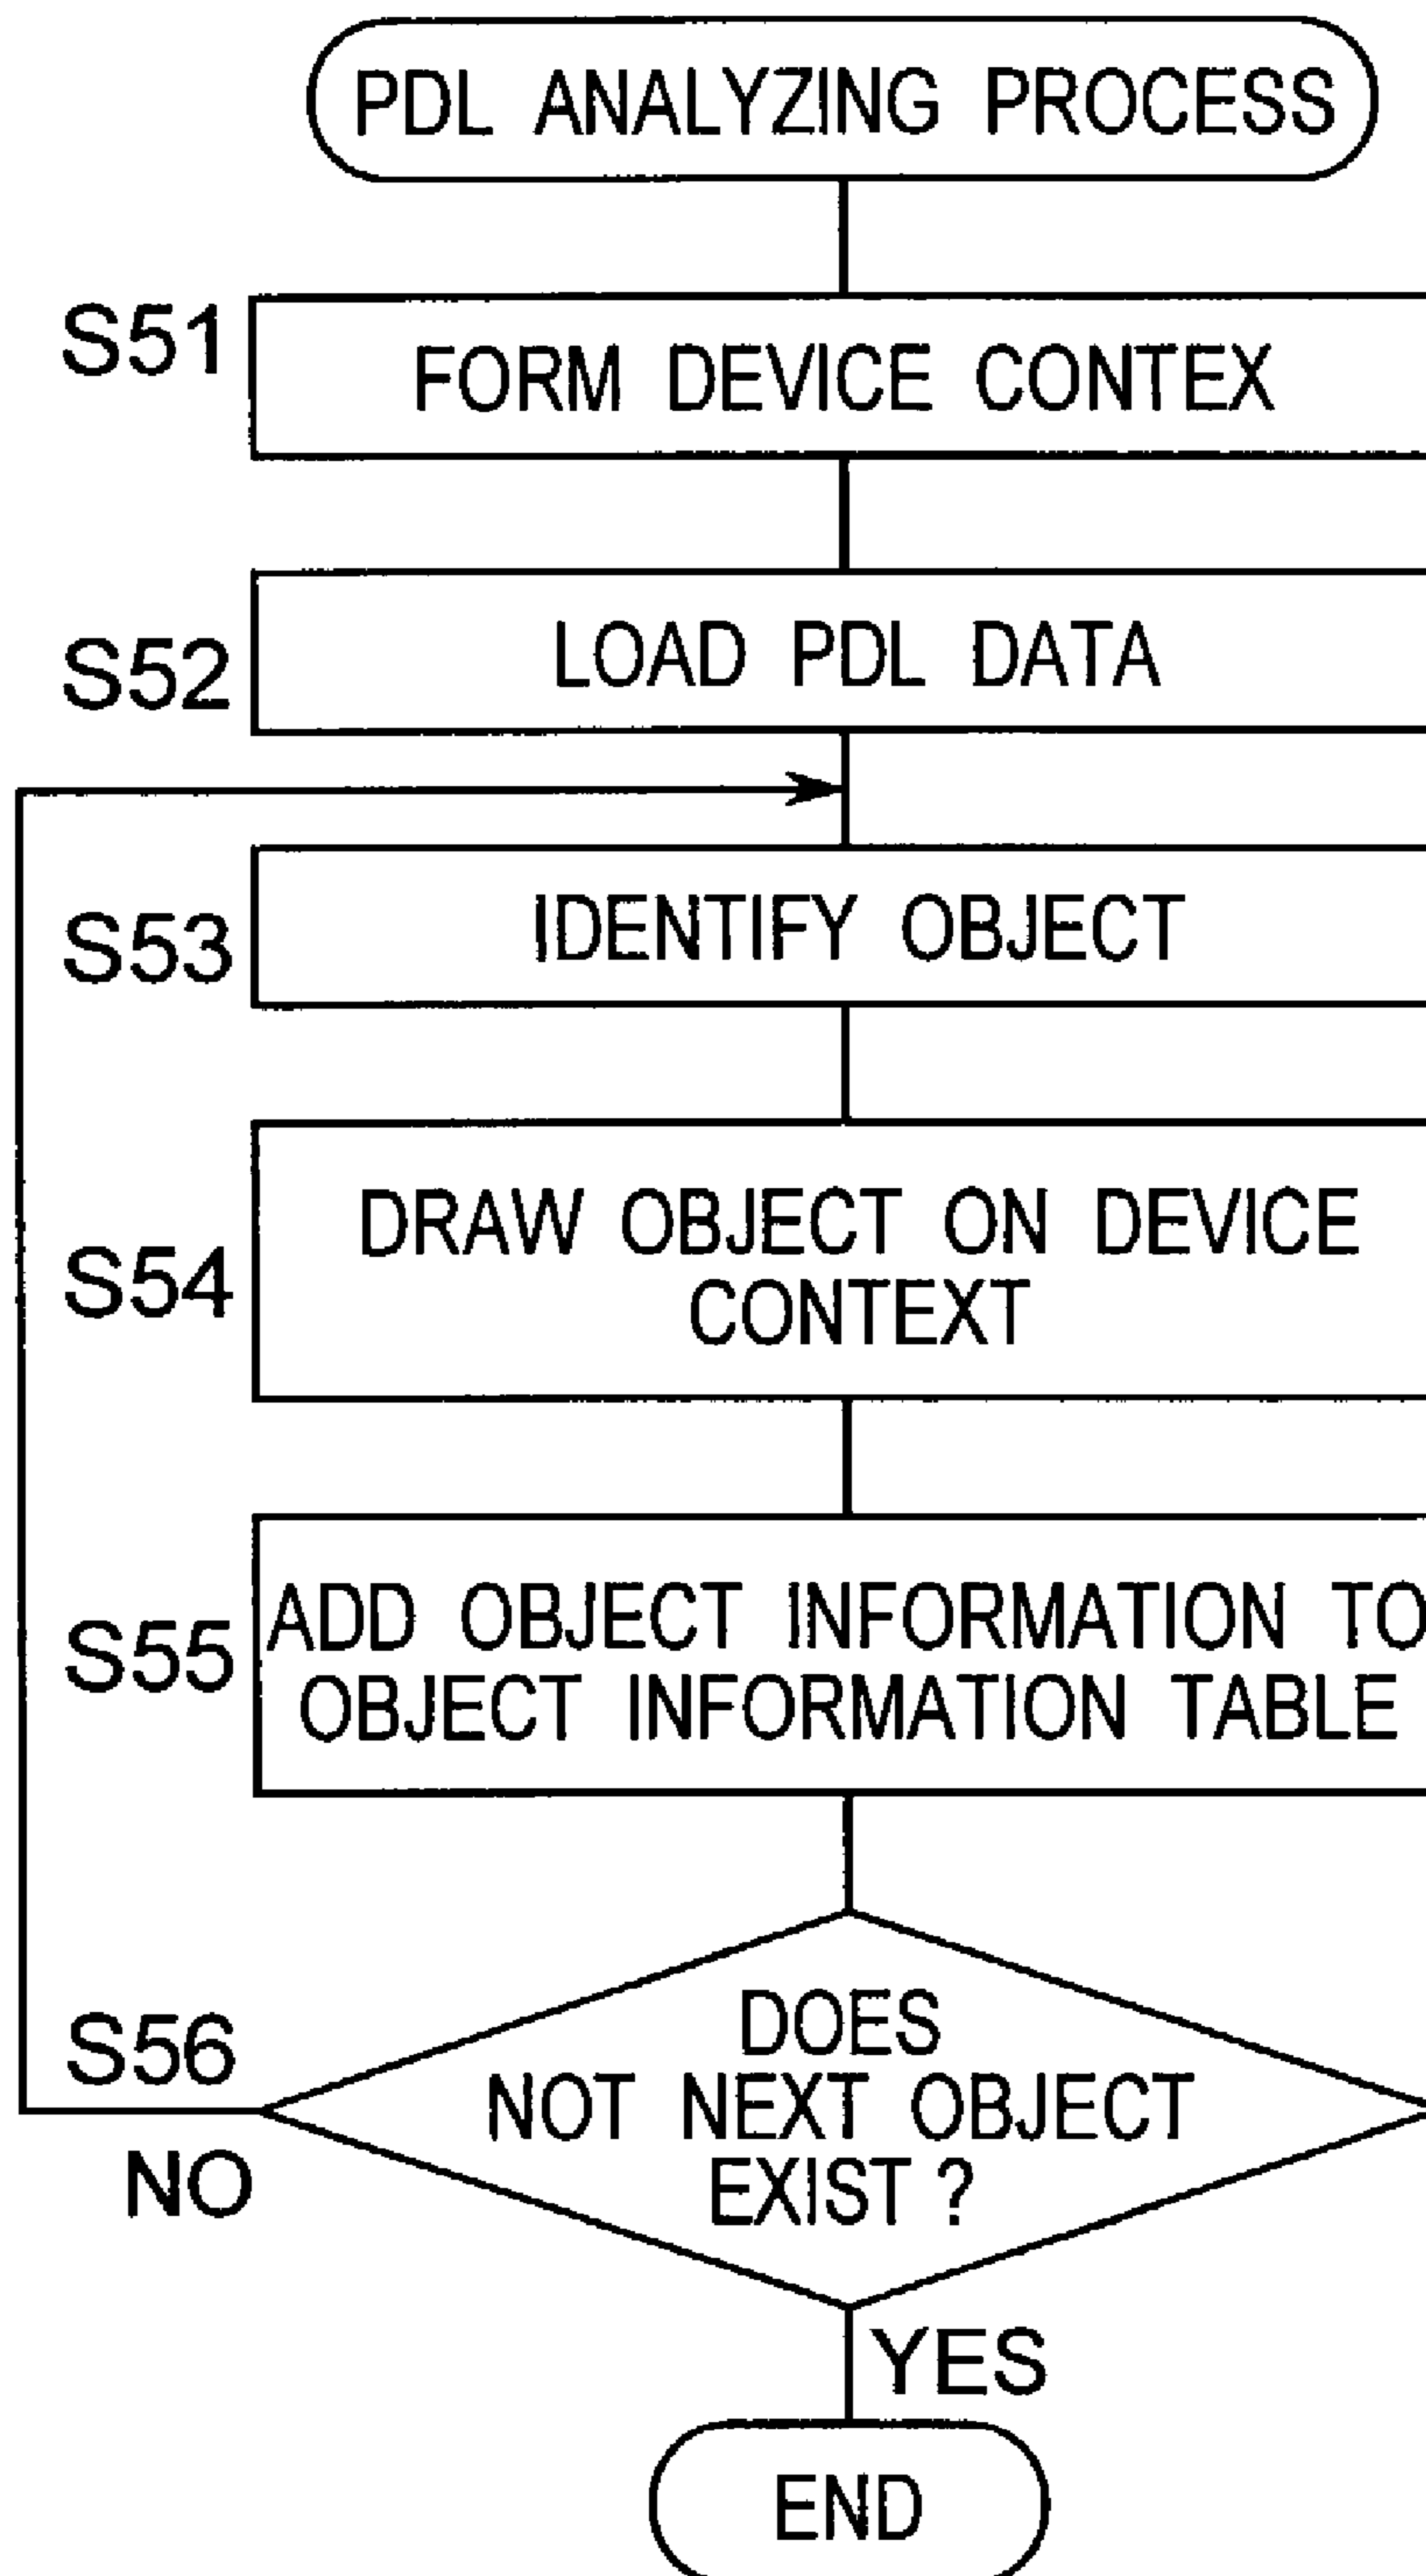 PDL ANALYZING PROCESS
S51
FORM DEVICE CONTEX
S52
LOAD PDL DATA
S53
IDENTIFY OBJECT
S54
DRAW OBJECT ON DEVICE
CONTEXT
S55
ADD OBJECT INFORMATION TO
OBJECT INFORMATION TABLE
S56
DOES
NOT NEXT OBJECT
EXIST ?
NO
YES
END